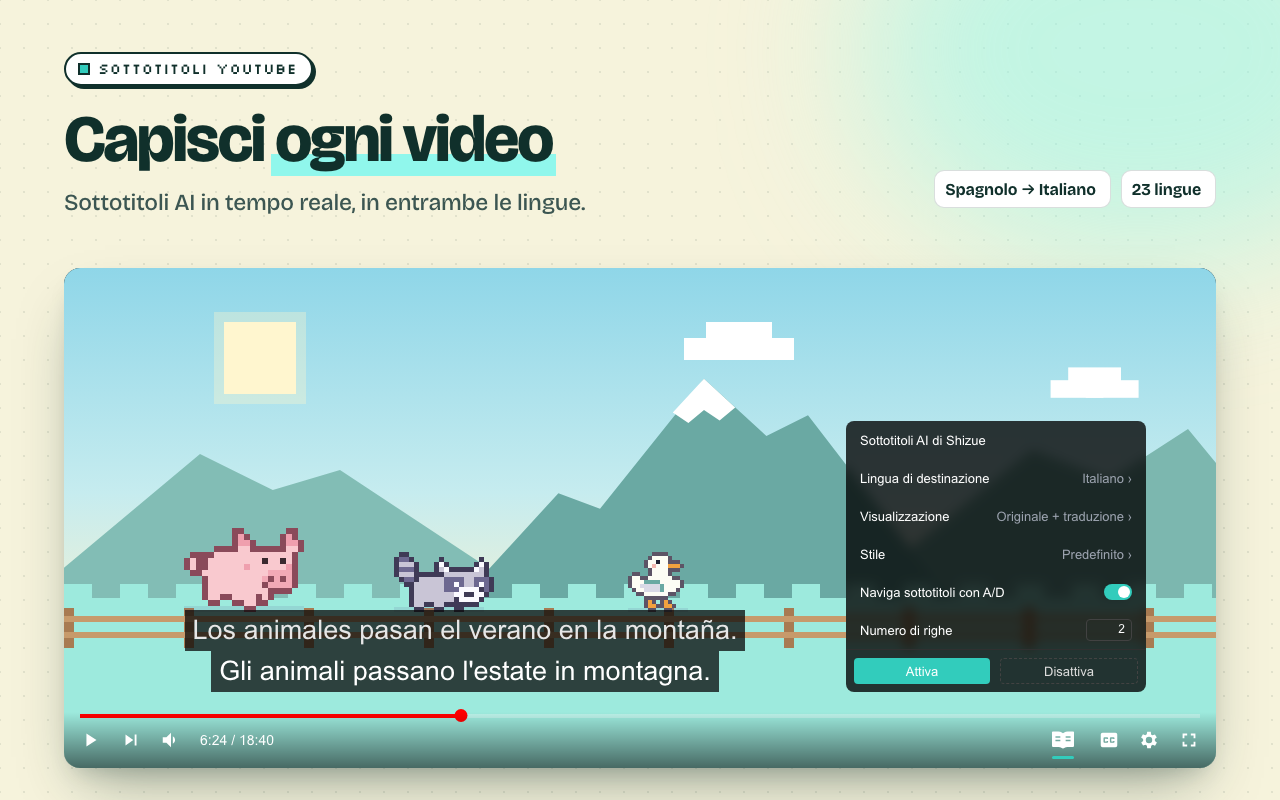 SOTTOTITOLI YOUTUBE
Capisci ogni video
Sottotitoli AI in tempo reale, in entrambe le lingue.
Spagnolo → Italiano
23 lingue
Sottotitoli AI di Shizue
Lingua di destinazione Italiano ›
Visualizzazione Originale + traduzione ›
Stile Predefinito ›
Naviga sottotitoli con A/D
Numero di righe 2
Attiva Disattiva
Los animales pasan el verano en la montaña.
Gli animali passano l'estate in montagna.
6:24 / 18:40
CC